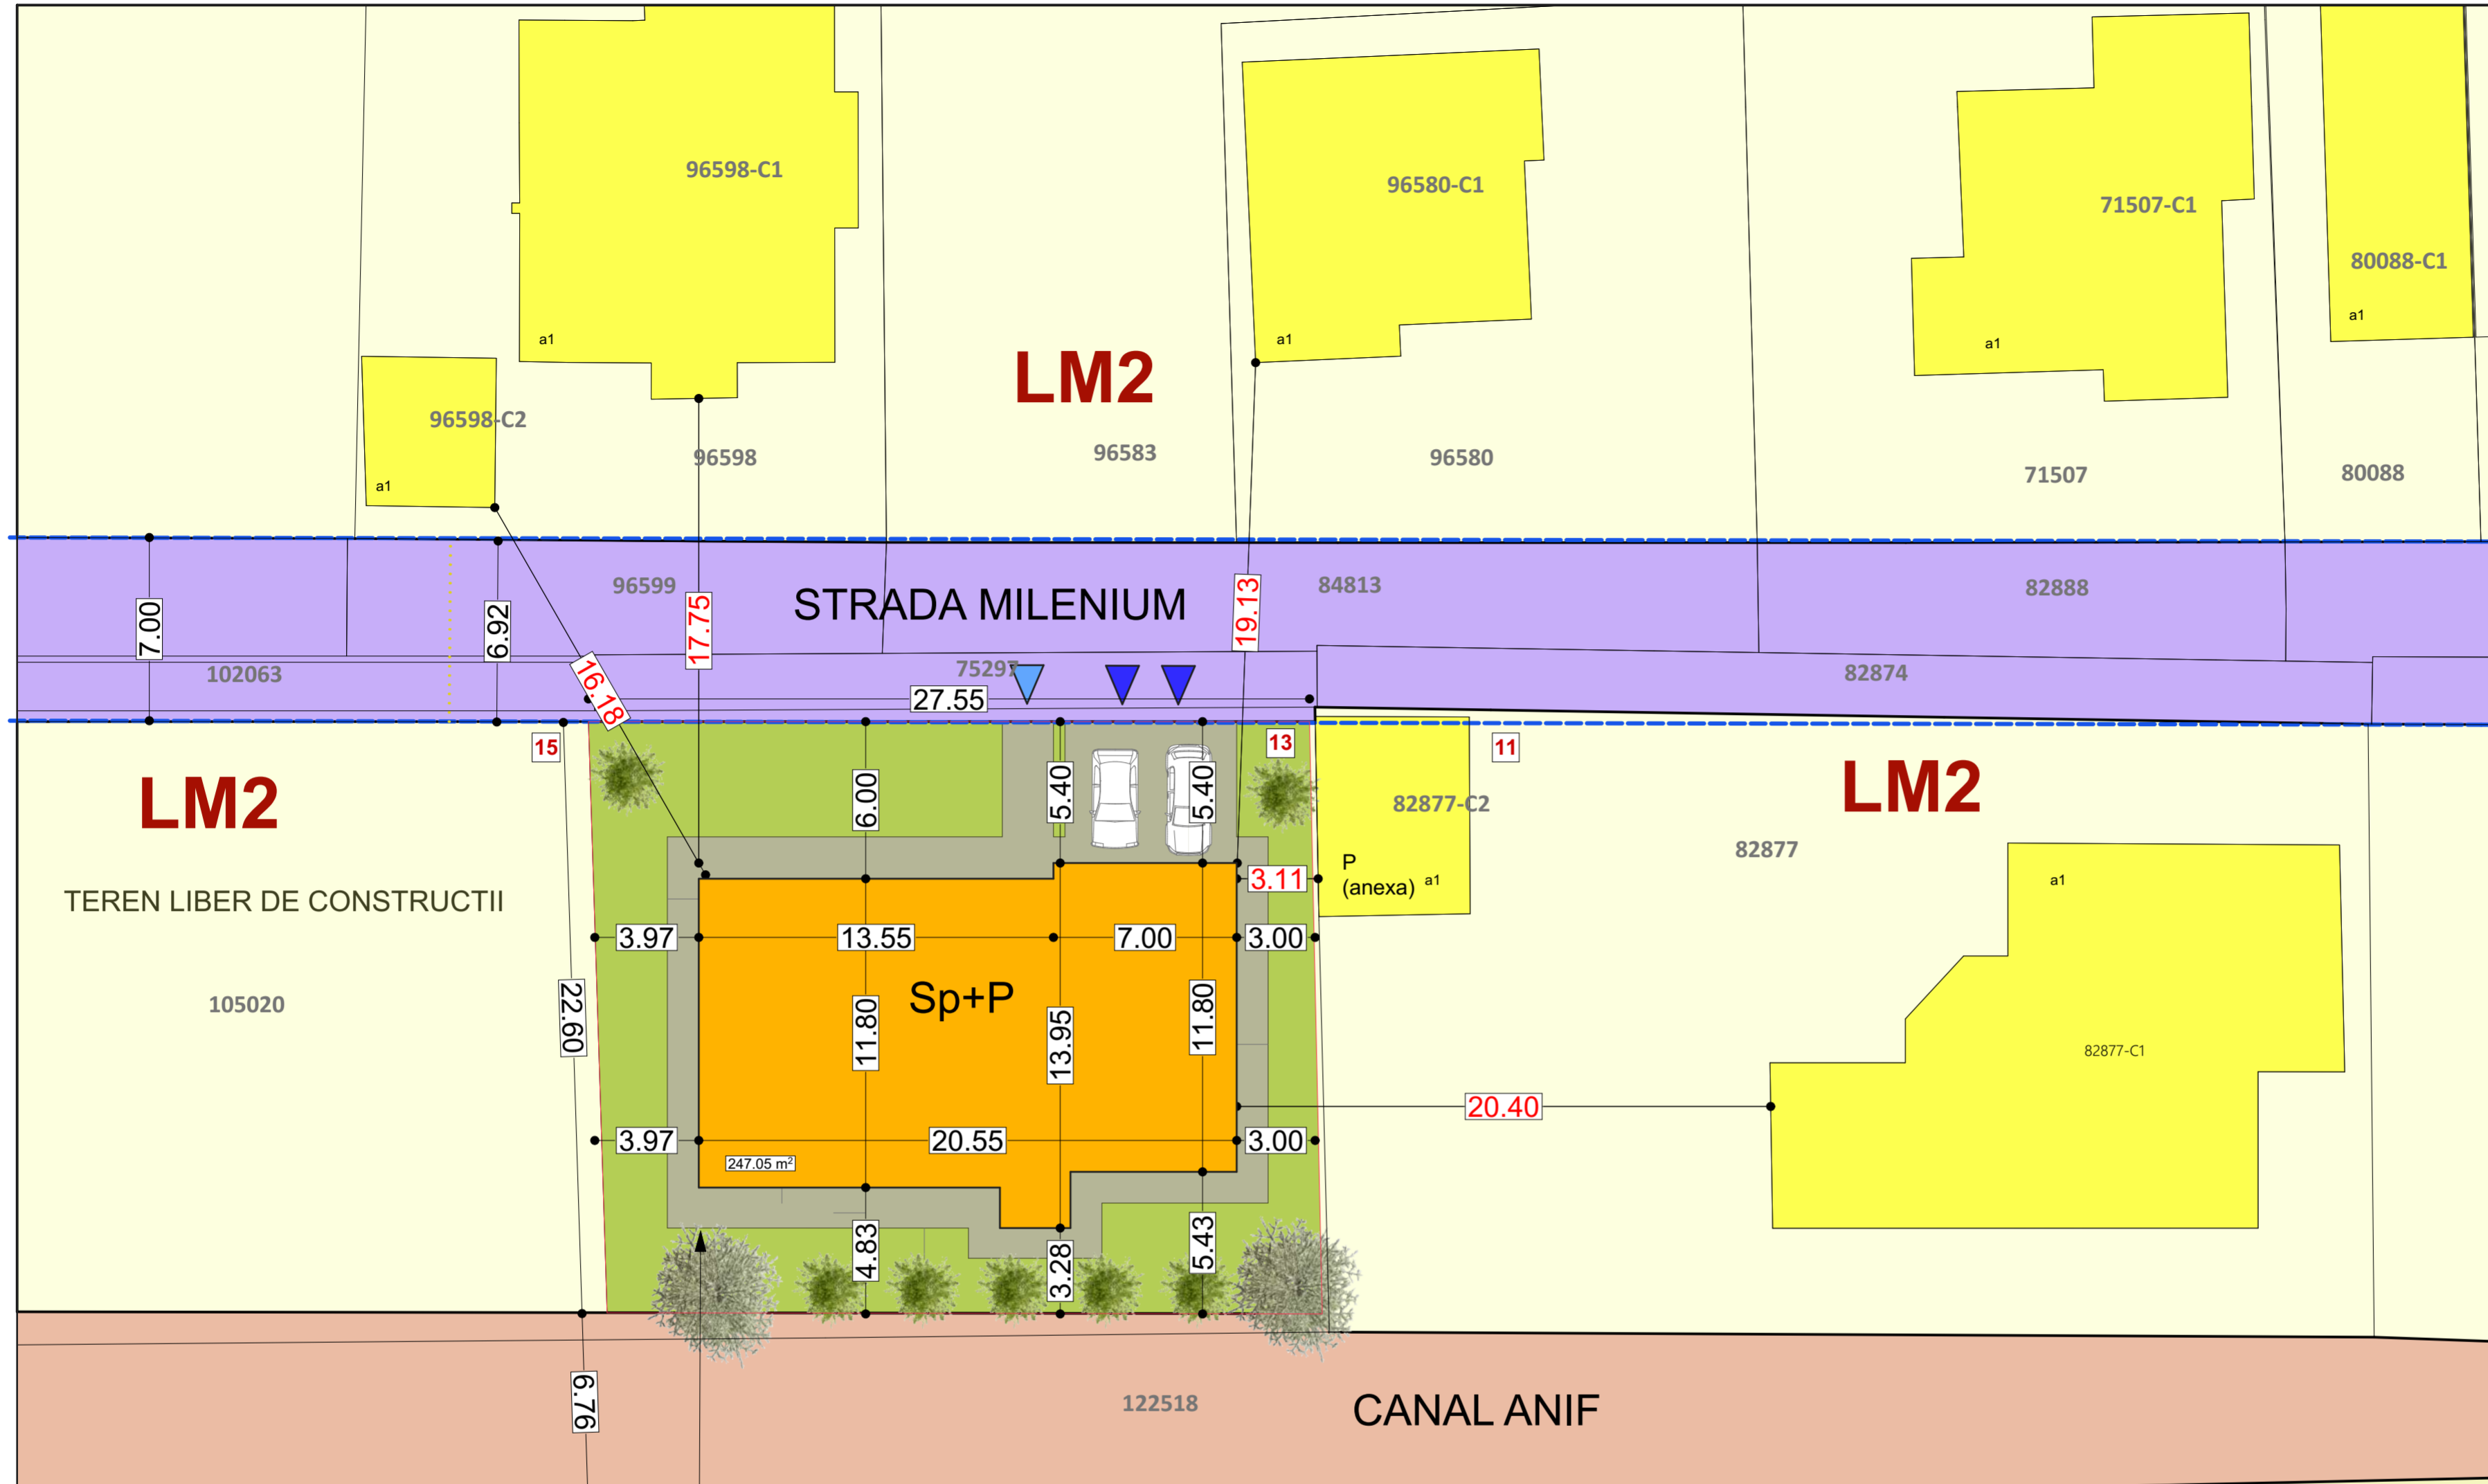 96598-C1
96580-C1
71507-C1
80088-C1
a1
a1
a1
a1
LM2
96598-C2
a1
96598
96583
96580
71507
80088
96599
STRADA MILENIUM
84813
82888
7.00
6.92
17.75
19.13
102063
75297
82874
16.18
27.55
15
13
11
LM2
LM2
6.00
5.40
5.40
82877-C2
82877
P
(anexa)
a1
a1
3.11
TEREN LIBER DE CONSTRUCTII
3.97
13.55
7.00
3.00
105020
22.60
Sp+P
11.80
13.95
11.80
82877-C1
20.40
3.97
20.55
3.00
247.05 m²
4.83
3.28
5.43
6.76
122518
CANAL ANIF